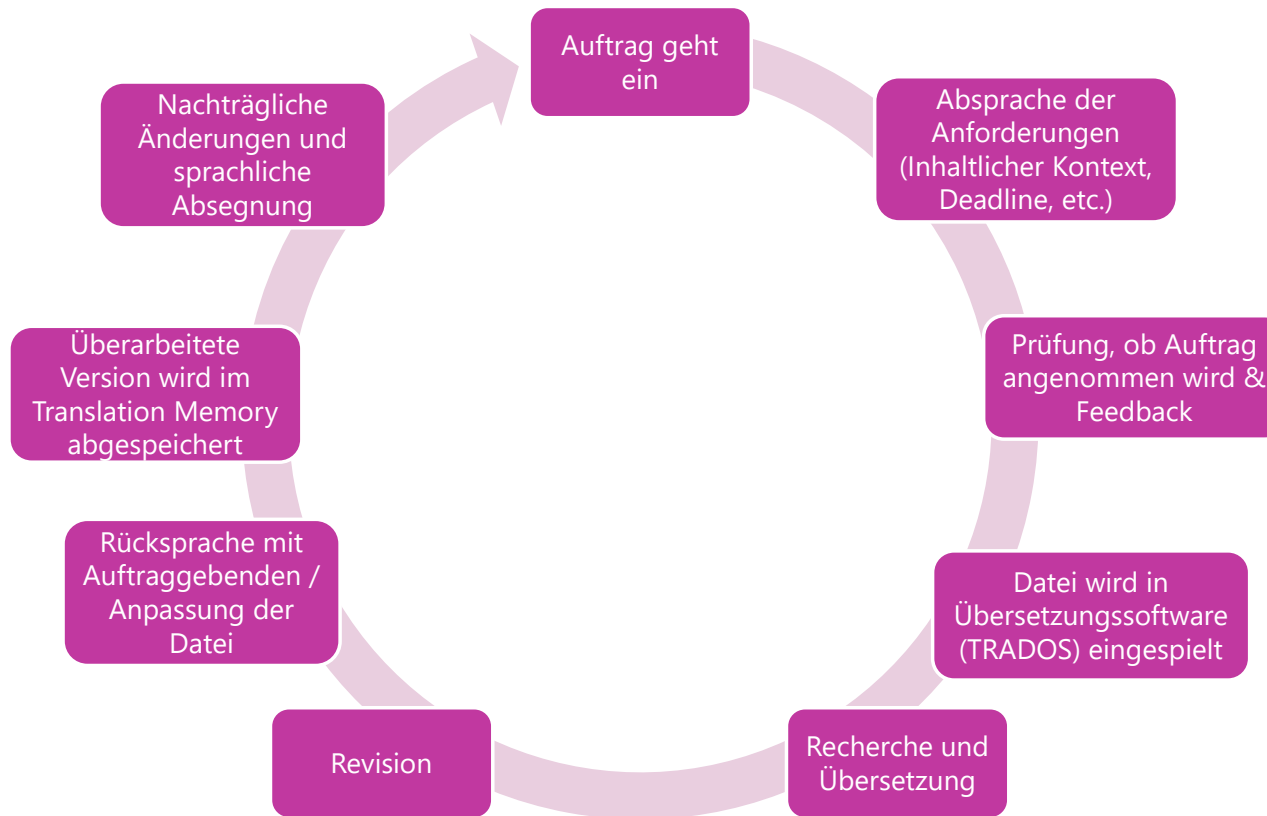 Auftrag geht
ein
Absprache der
Anforderungen
(Inhaltlicher Kontext,
Deadline, etc.)
Prüfung, ob Auftrag
angenommen wird &
Feedback
Datei wird in
Übersetzungssoftware
(TRADOS) eingespielt
Recherche und
Übersetzung
Revision
Rücksprache mit
Auftraggebenden /
Anpassung der
Datei
Überarbeitete
Version wird im
Translation Memory
abgespeichert
Nachträgliche
Änderungen und
sprachliche
Absegnung